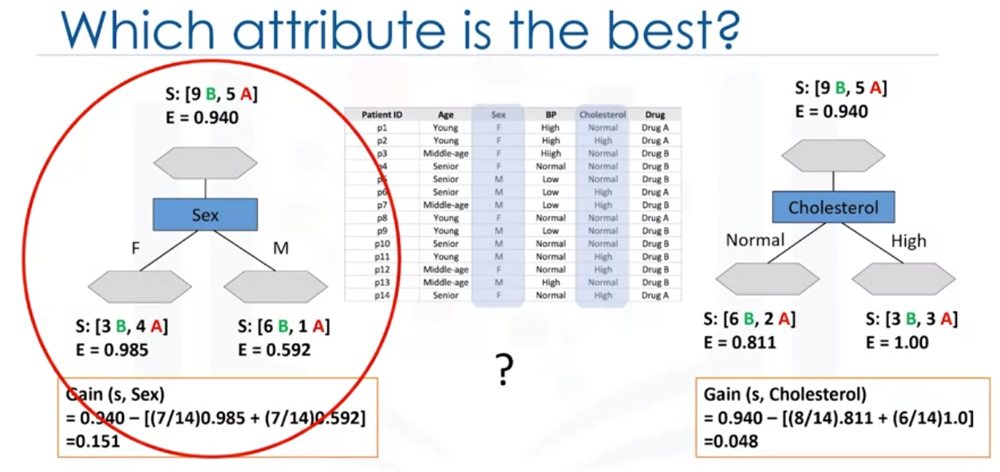 Which attribute is the best?
S: [9 B, 5 A]
E = 0.940
Sex
F
M
S: [3 B, 4 A]
E = 0.985
S: [6 B, 1 A]
E = 0.592
Gain (s, Sex)
= 0.940 – [(7/14)0.985 + (7/14)0.592]
=0.151
Patient ID Age Sex BP Cholesterol Drug
p1 Young F High Normal Drug A
p2 Young F High High Drug A
p3 Middle-age F Hiigh Normal Drug B
p4 Senior F Normal Normal Drug B
p5 Senior M Low Normal Drug B
p6 Senior M Low High Drug A
p7 Middle-age M Low High Drug B
p8 Young F Normal Normal Drug A
p9 Young M Low Normal Drug B
p10 Senior M Normal Normal Drug B
p11 Young M Normal High Drug B
p12 Middle-age F Normal High Drug B
p13 Middle-age M High Normal Drug B
p14 Senior F Normal High Drug A
?
S: [9 B, 5 A]
E = 0.940
Cholesterol
Normal
High
S: [6 B, 2 A]
E = 0.811
S: [3 B, 3 A]
E = 1.00
Gain (s, Cholesterol)
= 0.940 – [(8/14).811 + (6/14)1.0]
=0.048